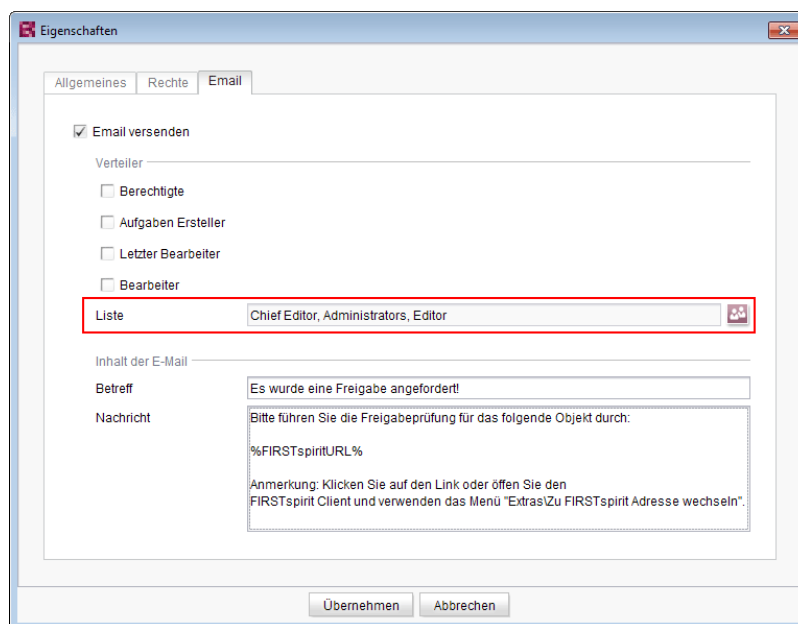 Eigenschaften
Allgemeines Rechte Email
Email versenden
Verteiler
Berechtigte
Aufgaben Ersteller
Letzter Bearbeiter
Bearbeiter
Liste Chief Editor, Administrators, Editor
Inhalt der E-Mail
Betreff Es wurde eine Freigabe angefordert!
Nachricht Bitte führen Sie die Freigabeprüfung für das folgende Objekt durch:
%FIRSTspiritURL%
Anmerkung: Klicken Sie auf den Link oder öffen Sie den
FIRSTspirit Client und verwenden das Menü "Extras\Zu FIRSTspirit Adresse wechseln".
Übernehmen Abbrechen